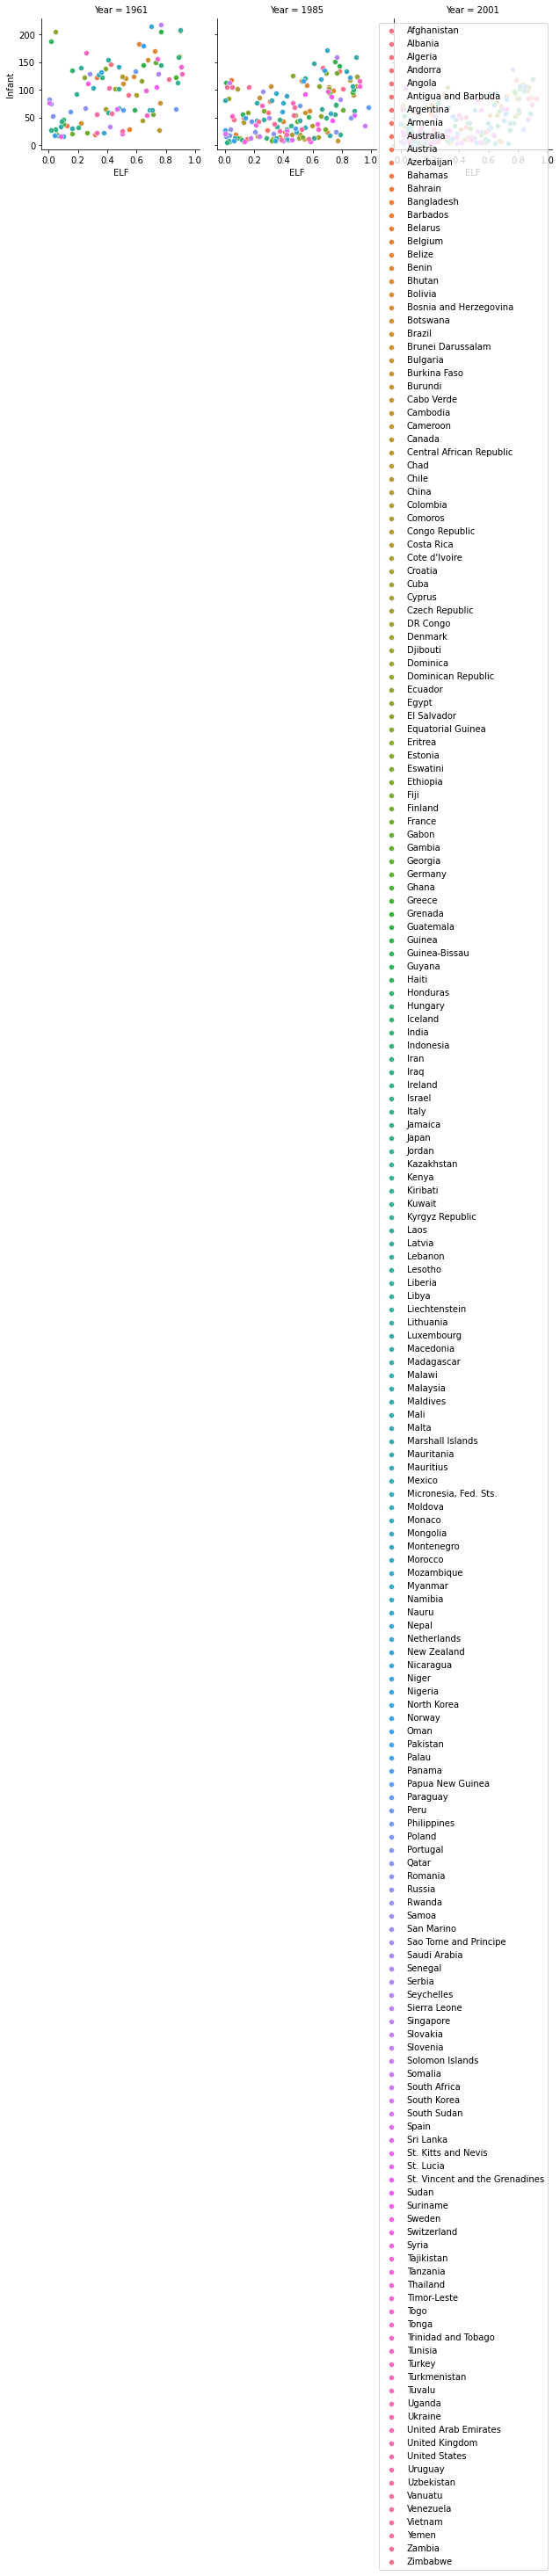 Year = 1961
Year = 1985
Year = 2001
Infant
200
150
100
50
0
0.0 0.2 0.4 0.6 0.8 1.0
ELF
0.0 0.2 0.4 0.6 0.8 1.0
ELF
0.0 0.2 0.4 0.6 0.8 1.0
ELF
Afghanistan
Albania
Algeria
Andorra
Angola
Antigua and Barbuda
Argentina
Armenia
Australia
Austria
Azerbaijan
Bahamas
Bahrain
Bangladesh
Barbados
Belarus
Belgium
Belize
Benin
Bhutan
Bolivia
Bosnia and Herzegovina
Botswana
Brazil
Brunei Darussalam
Bulgaria
Burkina Faso
Burundi
Cabo Verde
Cambodia
Cameroon
Canada
Central African Republic
Chad
Chile
China
Colombia
Comoros
Congo Republic
Costa Rica
Cote d'Ivoire
Croatia
Cuba
Cyprus
Czech Republic
DR Congo
Denmark
Djibouti
Dominica
Dominican Republic
Ecuador
Egypt
El Salvador
Equatorial Guinea
Eritrea
Estonia
Eswatini
Ethiopia
Fiji
Finland
France
Gabon
Gambia
Georgia
Germany
Ghana
Greece
Grenada
Guatemala
Guinea
Guinea-Bissau
Guyana
Haiti
Honduras
Hungary
Iceland
India
Indonesia
Iran
Iraq
Ireland
Israel
Italy
Jamaica
Japan
Jordan
Kazakhstan
Kenya
Kiribati
Kuwait
Kyrgyz Republic
Laos
Latvia
Lebanon
Lesotho
Liberia
Libya
Liechtenstein
Lithuania
Luxembourg
Macedonia
Madagascar
Malawi
Malaysia
Maldives
Mali
Malta
Marshall Islands
Mauritania
Mauritius
Mexico
Micronesia, Fed. Sts.
Moldova
Monaco
Mongolia
Montenegro
Morocco
Mozambique
Myanmar
Namibia
Nauru
Nepal
Netherlands
New Zealand
Nicaragua
Niger
Nigeria
North Korea
Norway
Oman
Pakistan
Palau
Panama
Papua New Guinea
Paraguay
Peru
Philippines
Poland
Portugal
Qatar
Romania
Russia
Rwanda
Samoa
San Marino
Sao Tome and Principe
Saudi Arabia
Senegal
Serbia
Seychelles
Sierra Leone
Singapore
Slovakia
Slovenia
Solomon Islands
Somalia
South Africa
South Korea
South Sudan
Spain
Sri Lanka
St. Kitts and Nevis
St. Lucia
St. Vincent and the Grenadines
Sudan
Suriname
Sweden
Switzerland
Syria
Tajikistan
Tanzania
Thailand
Timor-Leste
Togo
Tonga
Trinidad and Tobago
Tunisia
Turkey
Turkmenistan
Tuvalu
Uganda
Ukraine
United Arab Emirates
United Kingdom
United States
Uruguay
Uzbekistan
Vanuatu
Venezuela
Vietnam
Yemen
Zambia
Zimbabwe